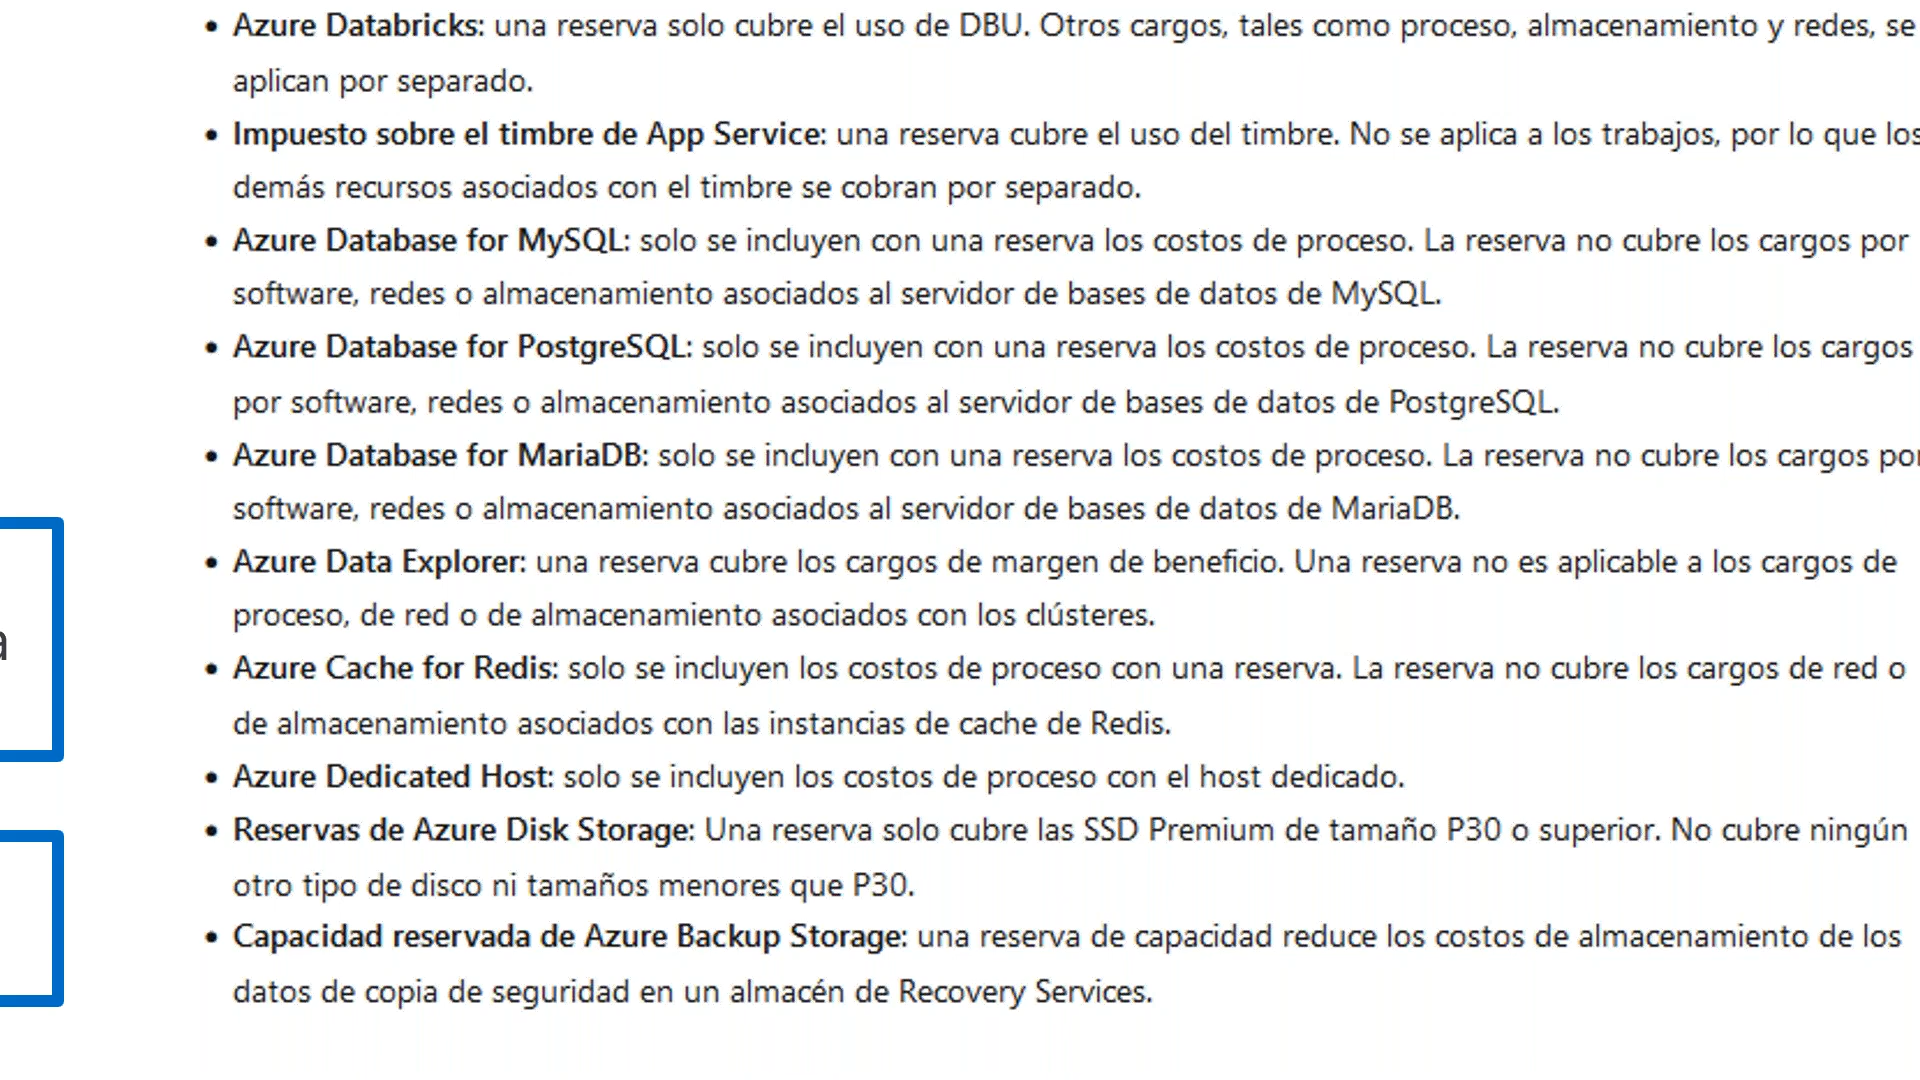 • Azure Databricks: una reserva solo cubre el uso de DBU. Otros cargos, tales como proceso, almacenamiento y redes, se
aplican por separado.
• Impuesto sobre el timbre de App Service: una reserva cubre el uso del timbre. No se aplica a los trabajos, por lo que los
demás recursos asociados con el timbre se cobran por separado.
• Azure Database for MySQL: solo se incluyen con una reserva los costos de proceso. La reserva no cubre los cargos por
software, redes o almacenamiento asociados al servidor de bases de datos de MySQL.
• Azure Database for PostgreSQL: solo se incluyen con una reserva los costos de proceso. La reserva no cubre los cargos
por software, redes o almacenamiento asociados al servidor de bases de datos de PostgreSQL.
• Azure Database for MariaDB: solo se incluyen con una reserva los costos de proceso. La reserva no cubre los cargos por
software, redes o almacenamiento asociados al servidor de bases de datos de MariaDB.
• Azure Data Explorer: una reserva cubre los cargos de margen de beneficio. Una reserva no es aplicable a los cargos de
proceso, de red o de almacenamiento asociados con los clústeres.
• Azure Cache for Redis: solo se incluyen los costos de proceso con una reserva. La reserva no cubre los cargos de red o
de almacenamiento asociados con las instancias de cache de Redis.
• Azure Dedicated Host: solo se incluyen los costos de proceso con el host dedicado.
• Reservas de Azure Disk Storage: Una reserva solo cubre las SSD Premium de tamaño P30 o superior. No cubre ningún
otro tipo de disco ni tamaños menores que P30.
• Capacidad reservada de Azure Backup Storage: una reserva de capacidad reduce los costos de almacenamiento de los
datos de copia de seguridad en un almacén de Recovery Services.